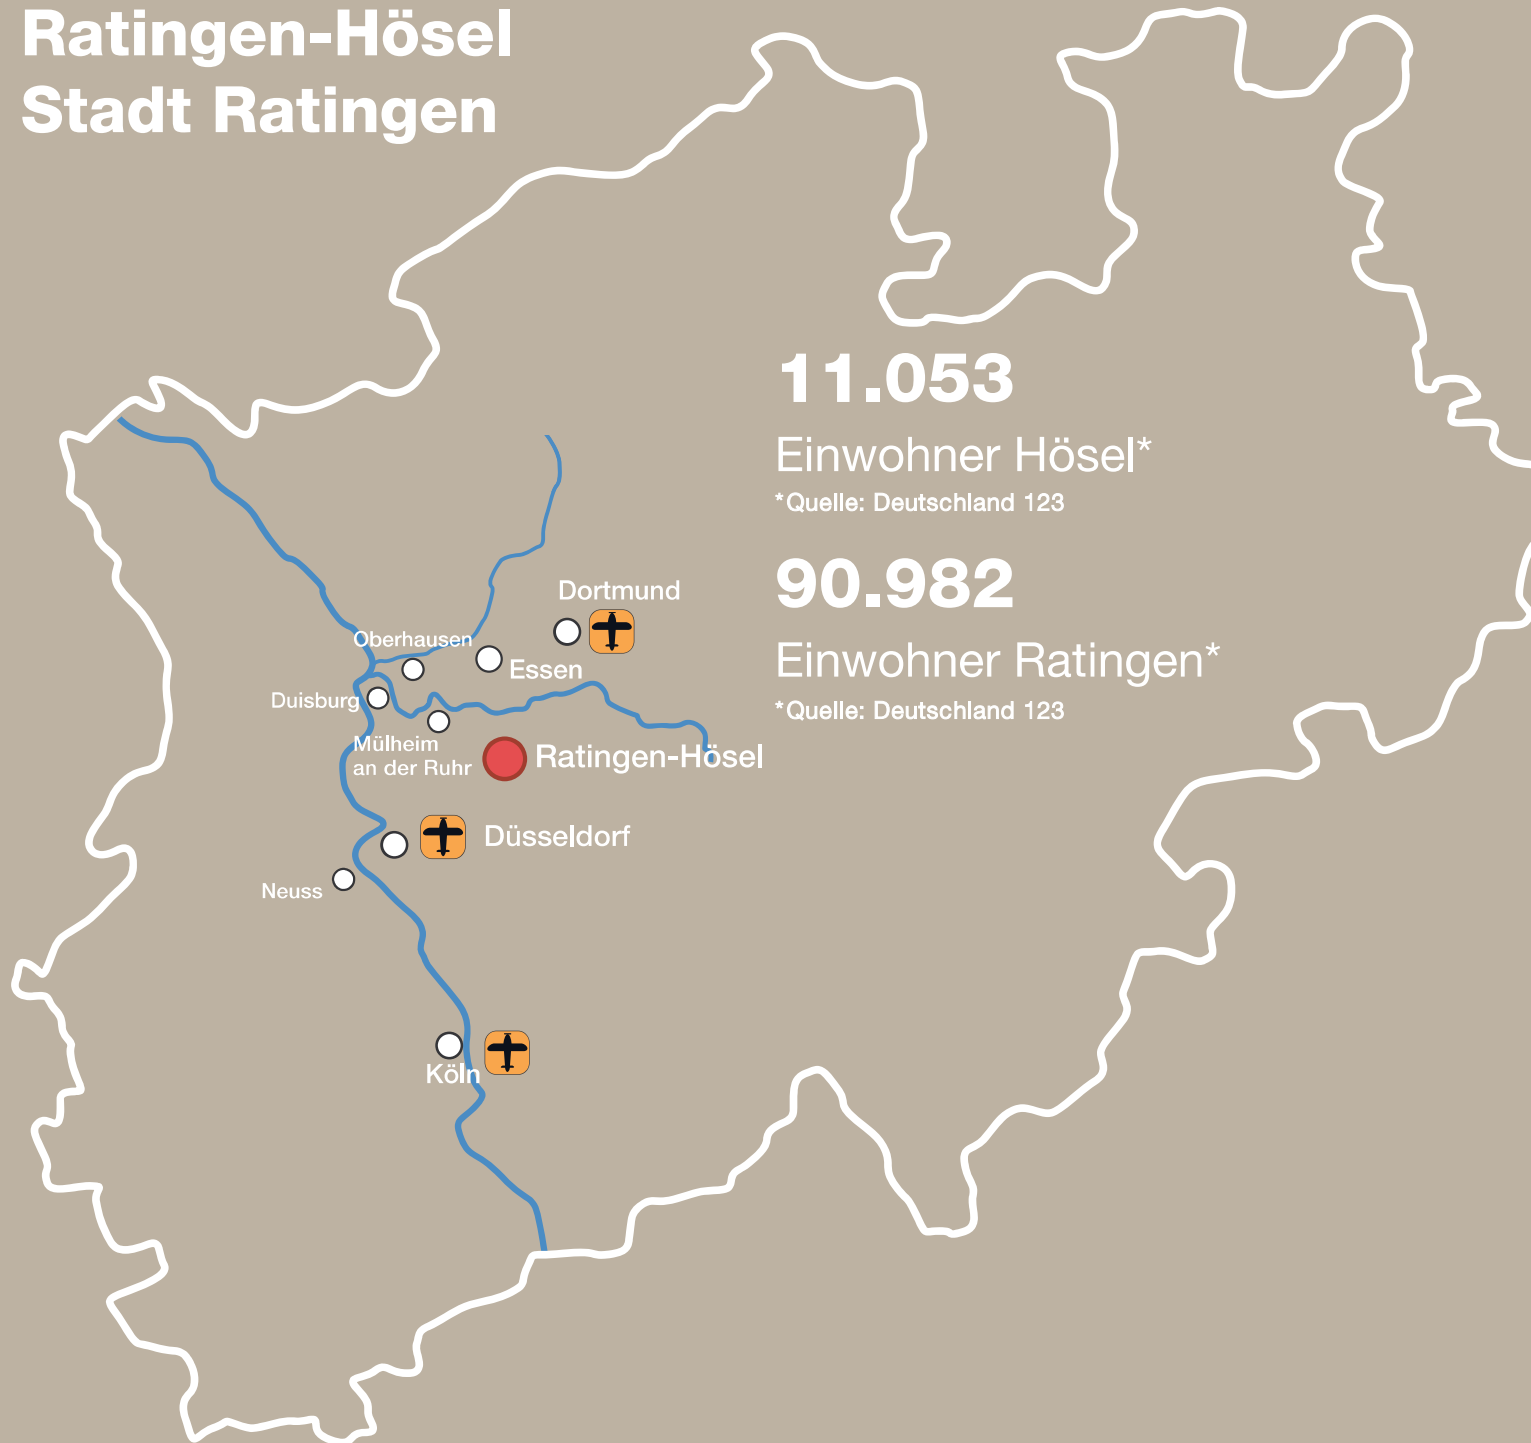 Ratingen-Hösel
Stadt Ratingen
11.053
Einwohner Hösel*
*Quelle: Deutschland 123
90.982
Einwohner Ratingen*
*Quelle: Deutschland 123
Dortmund
Oberhausen
Essen
Duisburg
Mülheim
an der Ruhr
Ratingen-Hösel
Düsseldorf
Neuss
Köln